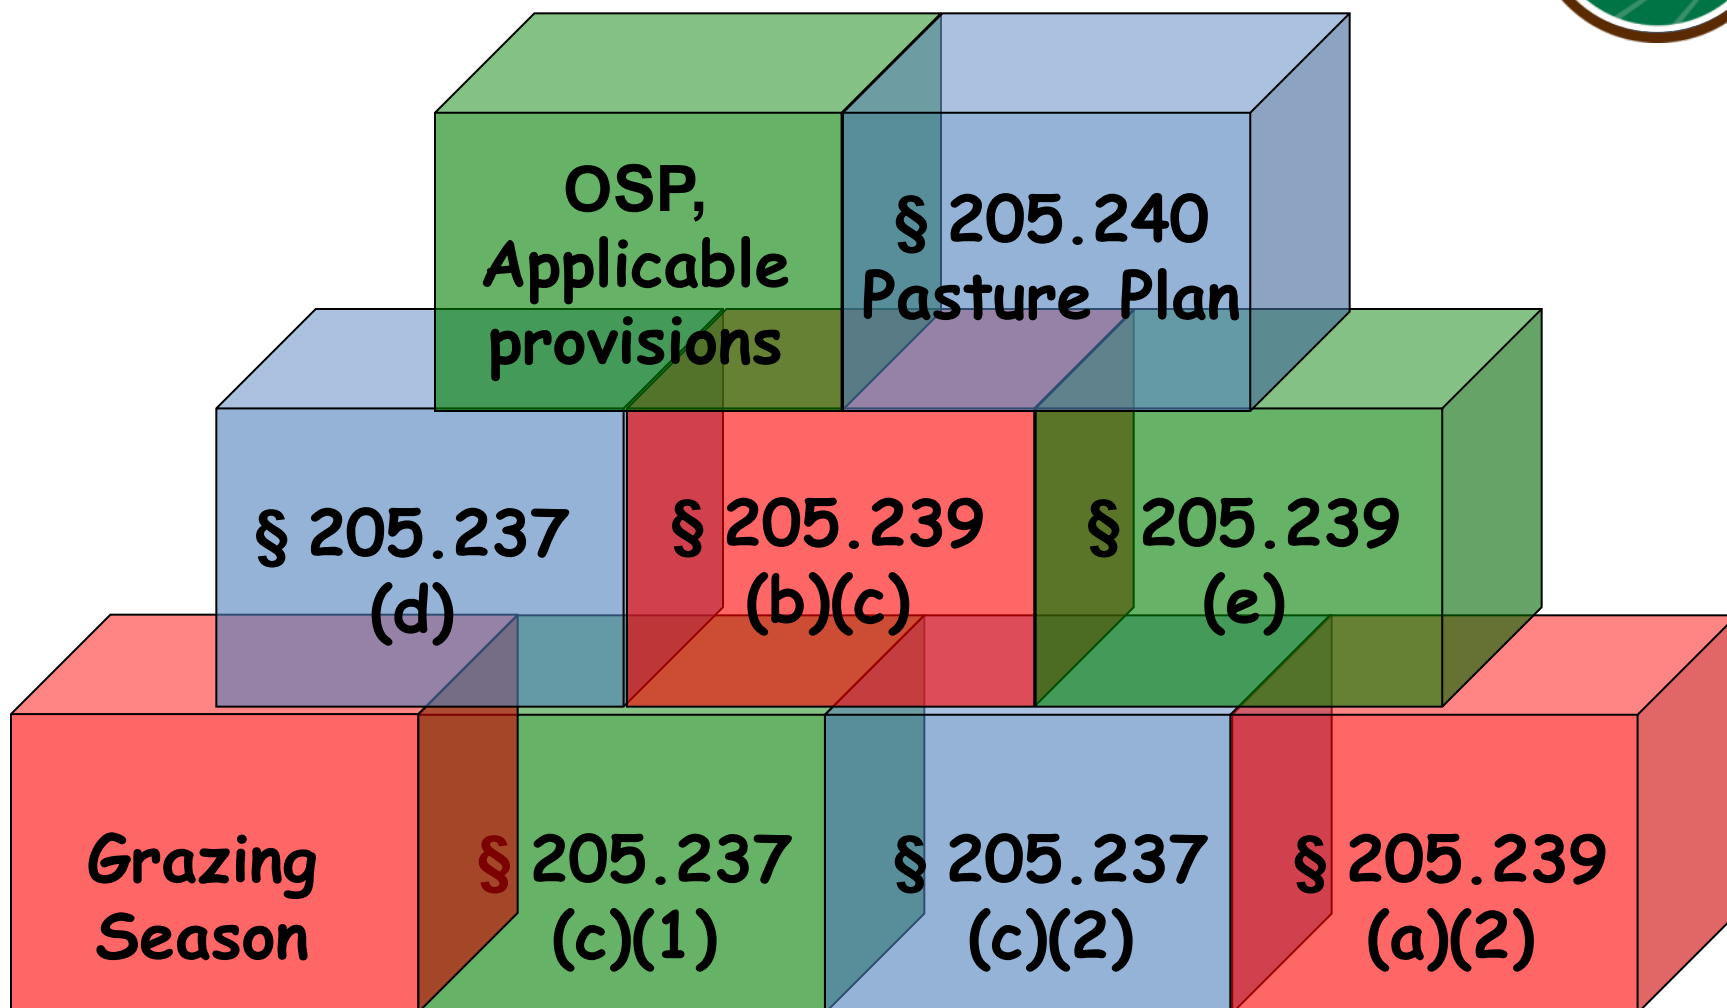 OSP,
Applicable
provisions
§ 205.240
Pasture Plan
§ 205.237
(d)
§ 205.239
(b)(c)
§ 205.239
(e)
Grazing
Season
§ 205.237
(c)(1)
§ 205.237
(c)(2)
§ 205.239
(a)(2)